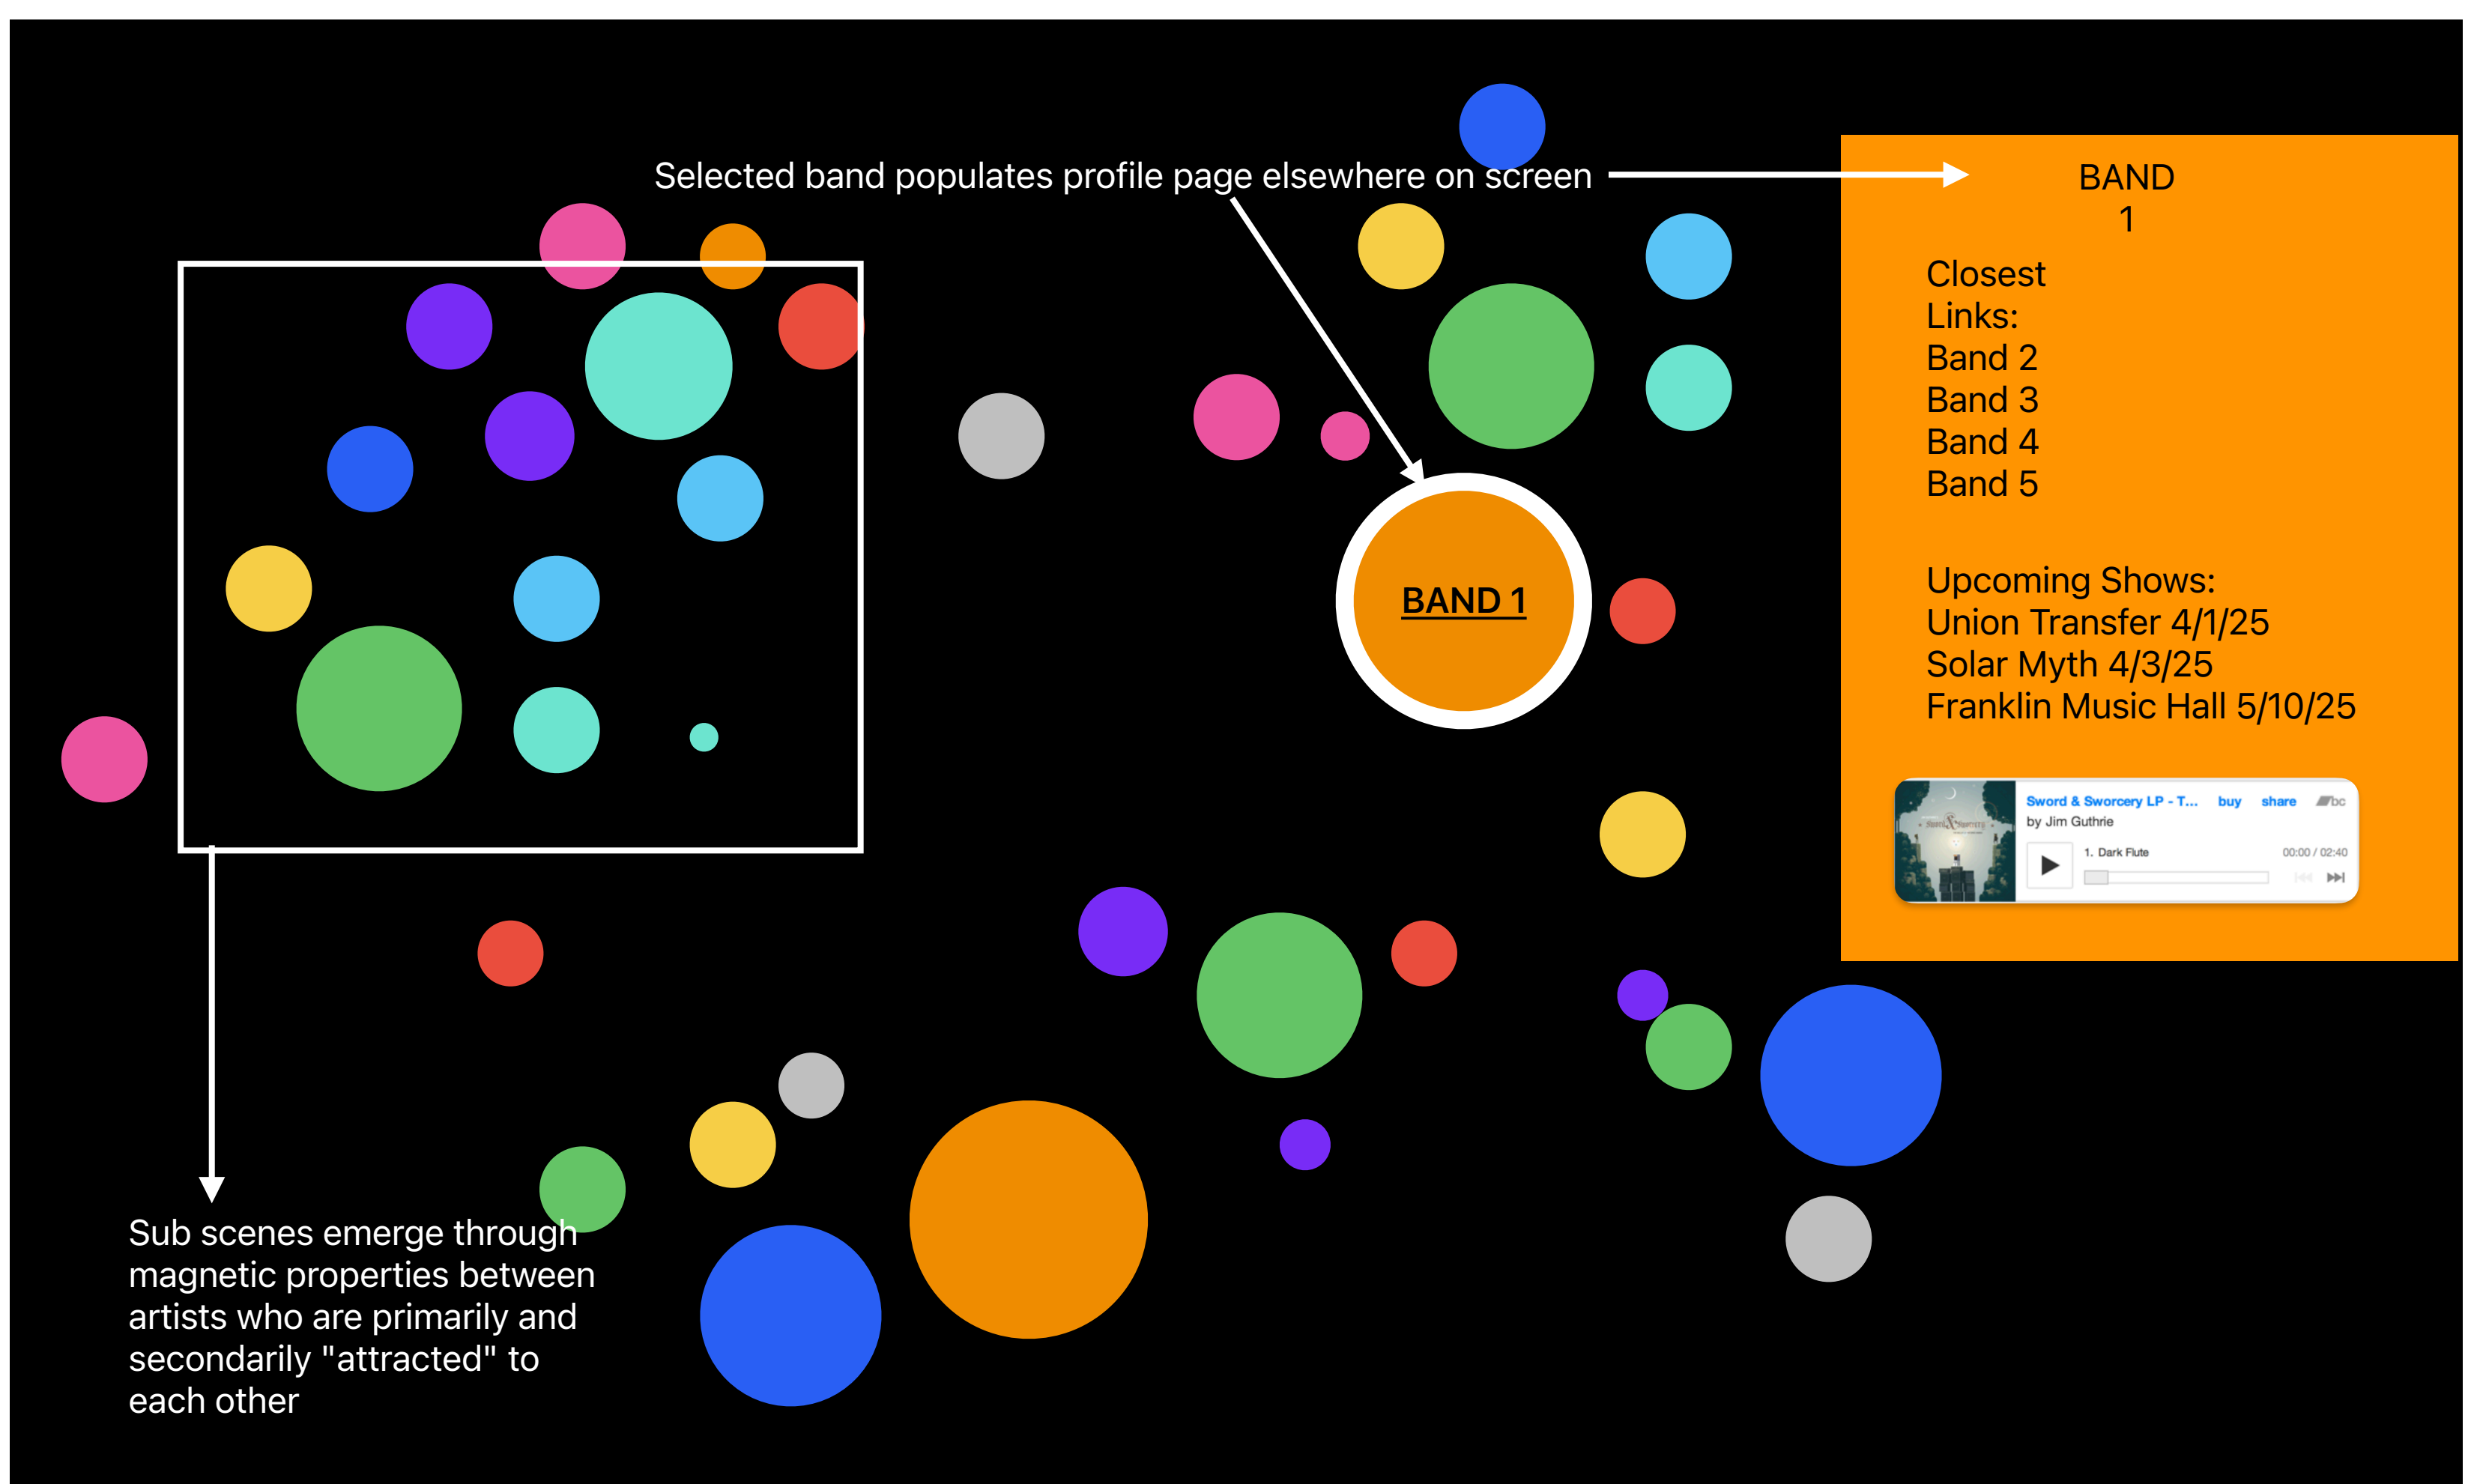 Selected band populates profile page elsewhere on screen
BAND
1
Closest
Links:
Band 2
Band 3
Band 4
Band 5
Upcoming Shows:
Union Transfer 4/1/25
Solar Myth 4/3/25
Franklin Music Hall 5/10/25
BAND 1
Sword & Sworcery LP - T... buy share bc
by Jim Guthrie
1. Dark Flute 00:00 / 02:40
Sub scenes emerge through
magnetic properties between
artists who are primarily and
secondarily "attracted" to
each other